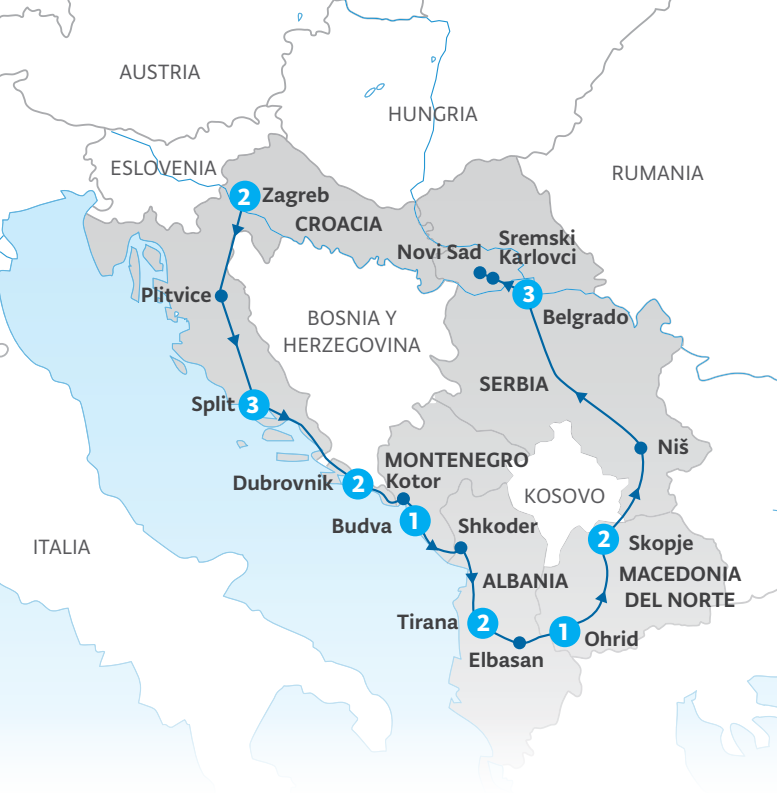 AUSTRIA
HUNGRIA
ESLOVENIA
RUMANIA
2 Zagreb
CROACIA
Sremski
Karlovci
Novi Sad
Plitvice
3
Belgrado
BOSNIA Y
HERZEGOVINA
SERBIA
Split 3
Niš
MONTENEGRO
Dubrovnik 2
Kotor
KOSOVO
Budva 1
Shkoder
ITALIA
2 Skopje
ALBANIA
MACEDONIA
DEL NORTE
Tirana 2
1 Ohrid
Elbasan